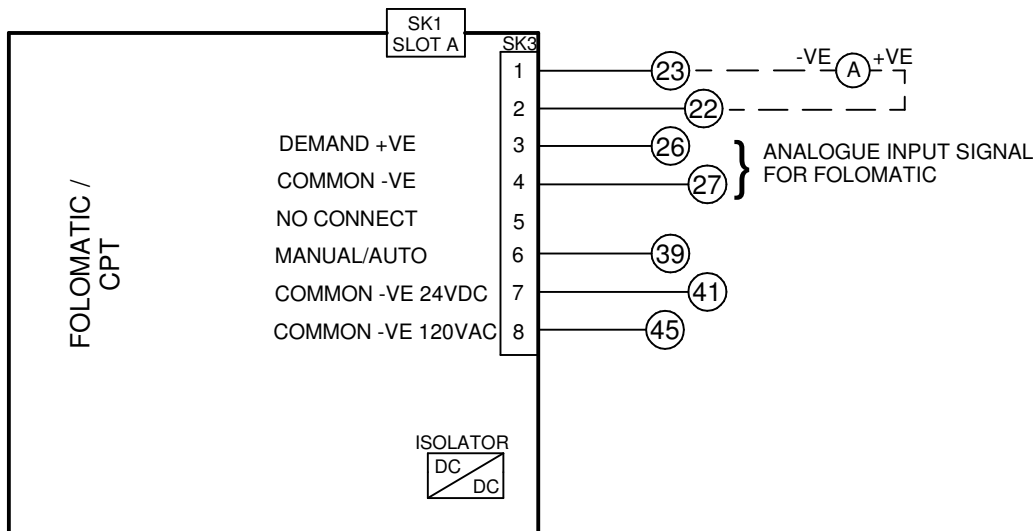 SK1
SLOT A
SK3
1
23
-VE
A
+VE
2
22
DEMAND +VE
3
26
COMMON -VE
4
27
}
ANALOGUE INPUT SIGNAL
FOR FOLOMATIC
NO CONNECT
5
MANUAL/AUTO
6
39
COMMON -VE 24VDC
7
41
COMMON -VE 120VAC
8
45
FOLOMATIC /
CPT
ISOLATOR
DC
DC